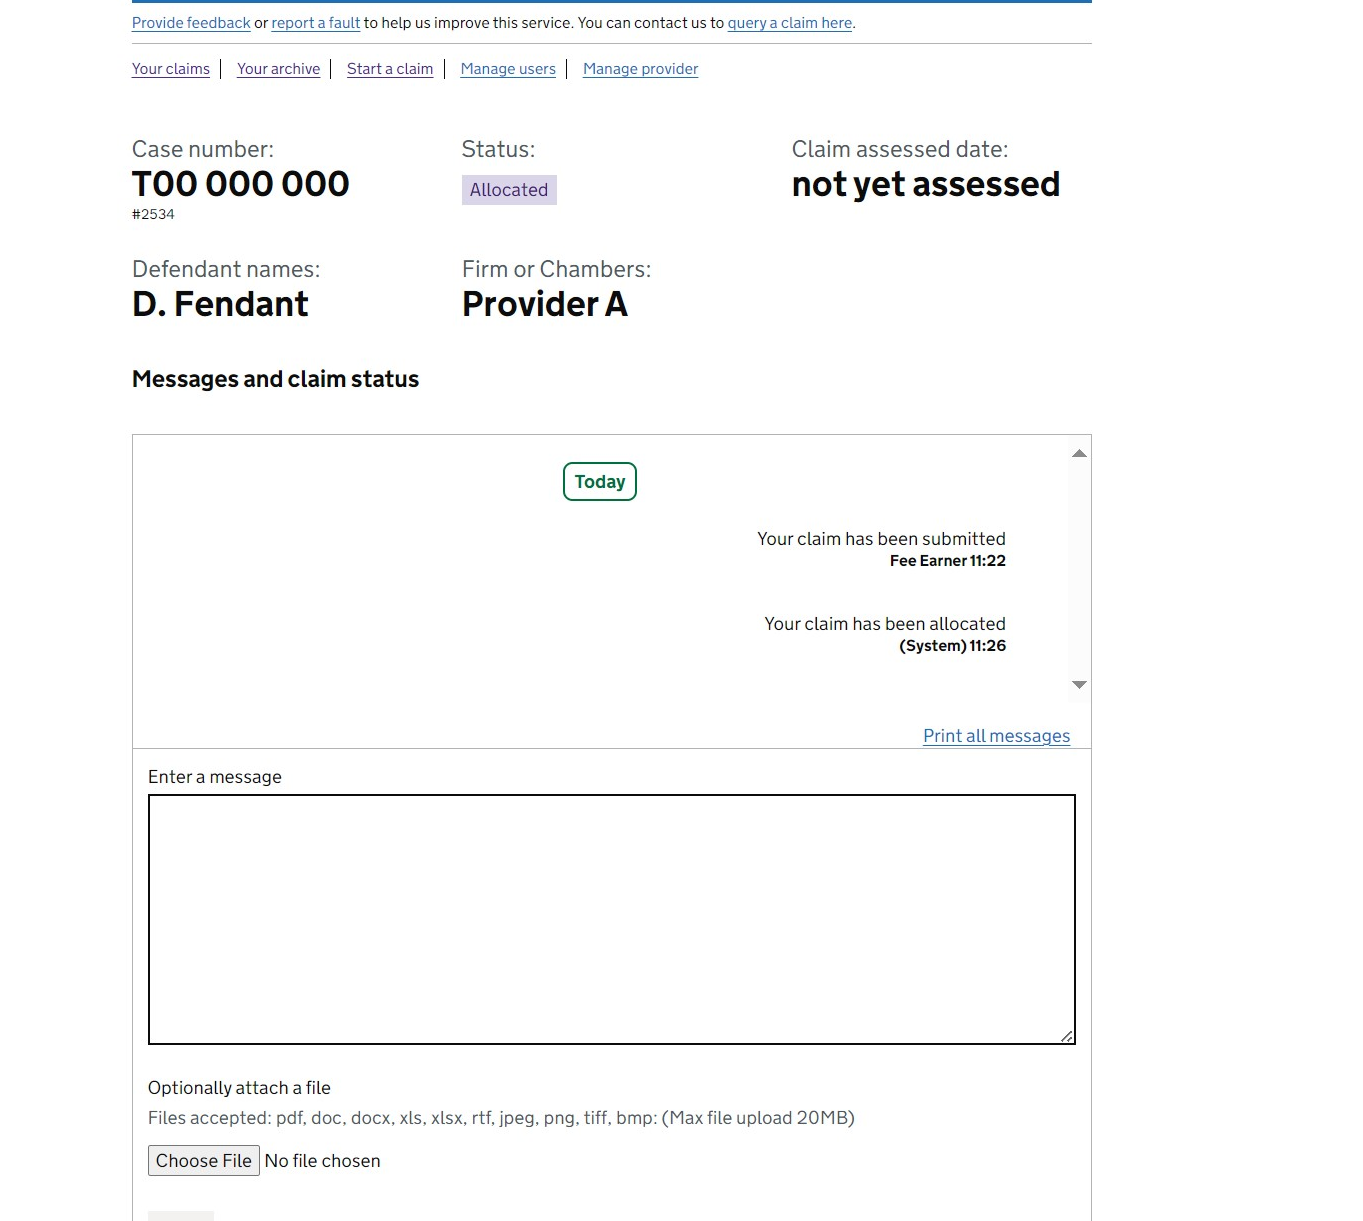 Provide feedback or report a fault to help us improve this service. You can contact us to query a claim here.
Your claims | Your archive | Start a claim | Manage users | Manage provider
Case number:
T00 000 000
#2534
Status:
Allocated
Claim assessed date:
not yet assessed
Defendant names:
D. Fendant
Firm or Chambers:
Provider A
Messages and claim status
Today
Your claim has been submitted
Fee Earner 11:22
Your claim has been allocated
(System) 11:26
Print all messages
Enter a message
Optionally attach a file
Files accepted: pdf, doc, docx, xls, xlsx, rtf, jpeg, png, tiff, bmp: (Max file upload 20MB)
Choose File No file chosen